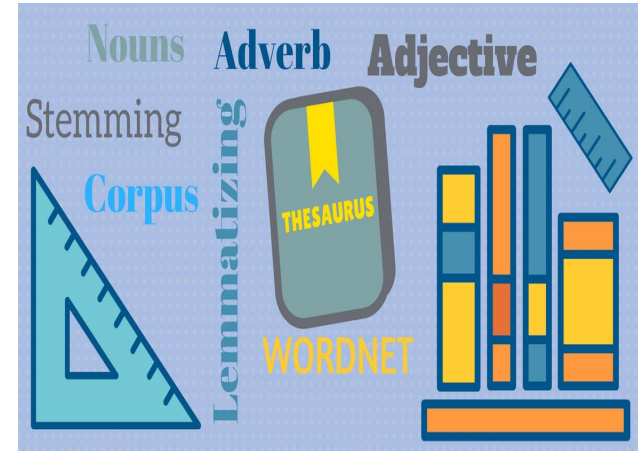 Nouns
Adverb
Adjective
Stemming
Corpus
Lemmatizing
THESAURUS
WORDNET